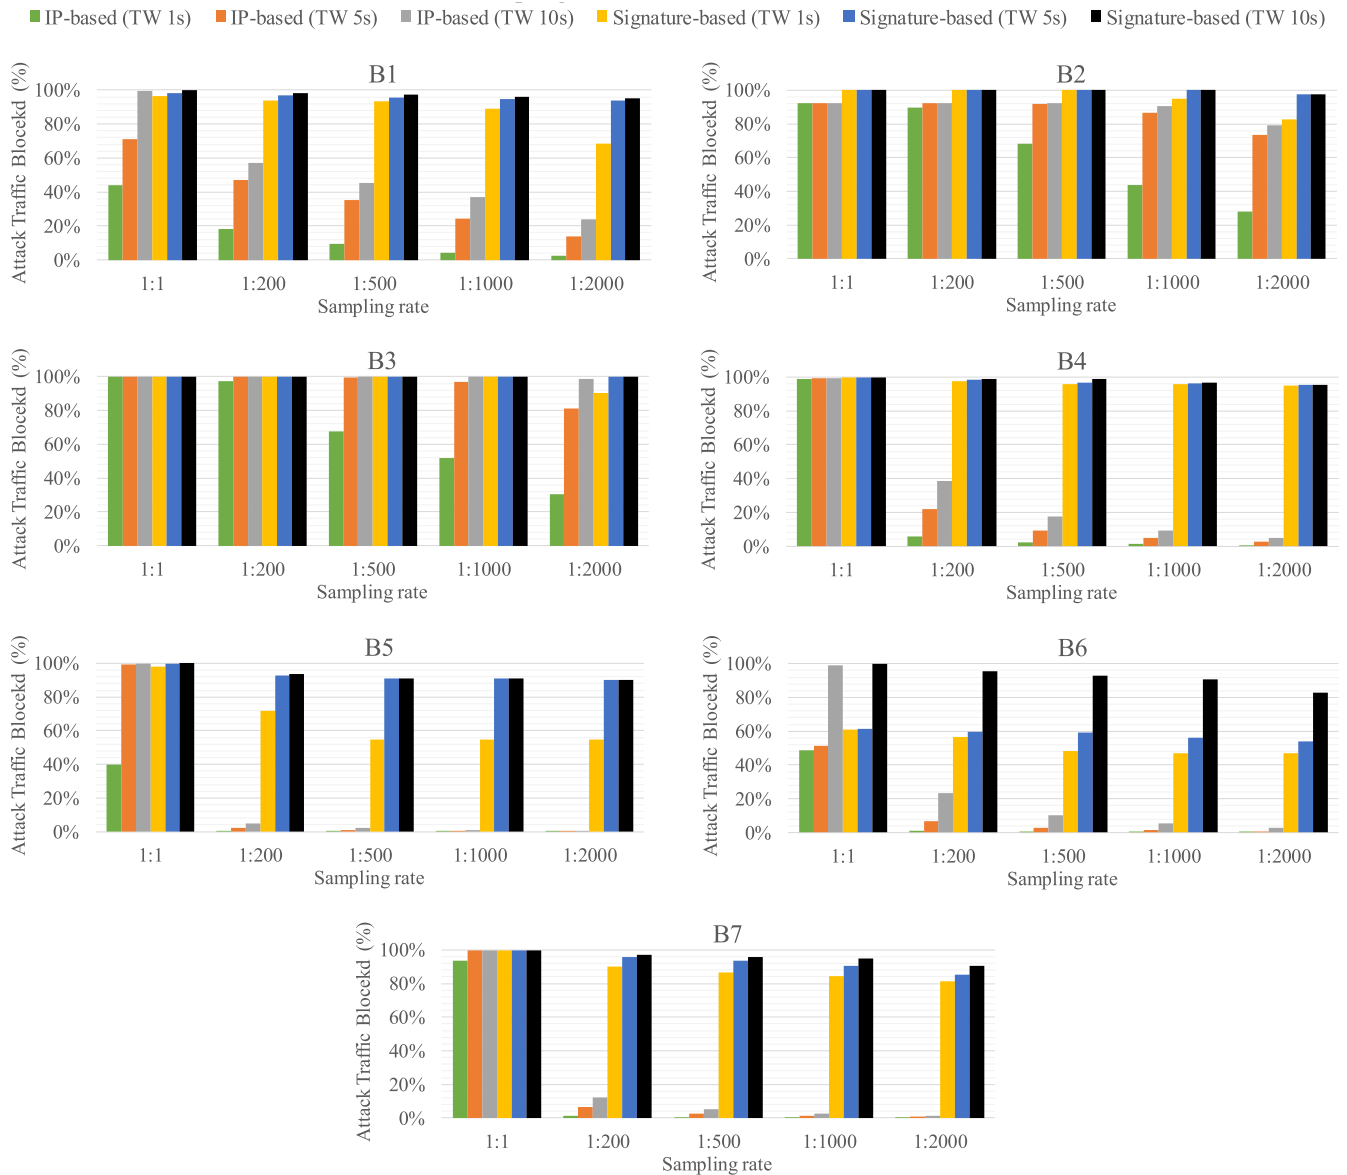 IP-based (TW 1s) IP-based (TW 5s) IP-based (TW 10s) Signature-based (TW 1s) Signature-based (TW 5s) Signature-based (TW 10s)
B1
Attack Traffic Blocekd (%)
100%
80%
60%
40%
20%
0%
1:1 1:200 1:500 1:1000 1:2000
Sampling rate
B2
Attack Traffic Blocekd (%)
100%
80%
60%
40%
20%
0%
1:1 1:200 1:500 1:1000 1:2000
Sampling rate
B3
Attack Traffic Blocekd (%)
100%
80%
60%
40%
20%
0%
1:1 1:200 1:500 1:1000 1:2000
Sampling rate
B4
Attack Traffic Blocekd (%)
100%
80%
60%
40%
20%
0%
1:1 1:200 1:500 1:1000 1:2000
Sampling rate
B5
Attack Traffic Blocekd (%)
100%
80%
60%
40%
20%
0%
1:1 1:200 1:500 1:1000 1:2000
Sampling rate
B6
Attack Traffic Blocekd (%)
100%
80%
60%
40%
20%
0%
1:1 1:200 1:500 1:1000 1:2000
Sampling rate
B7
Attack Traffic Blocekd (%)
100%
80%
60%
40%
20%
0%
1:1 1:200 1:500 1:1000 1:2000
Sampling rate